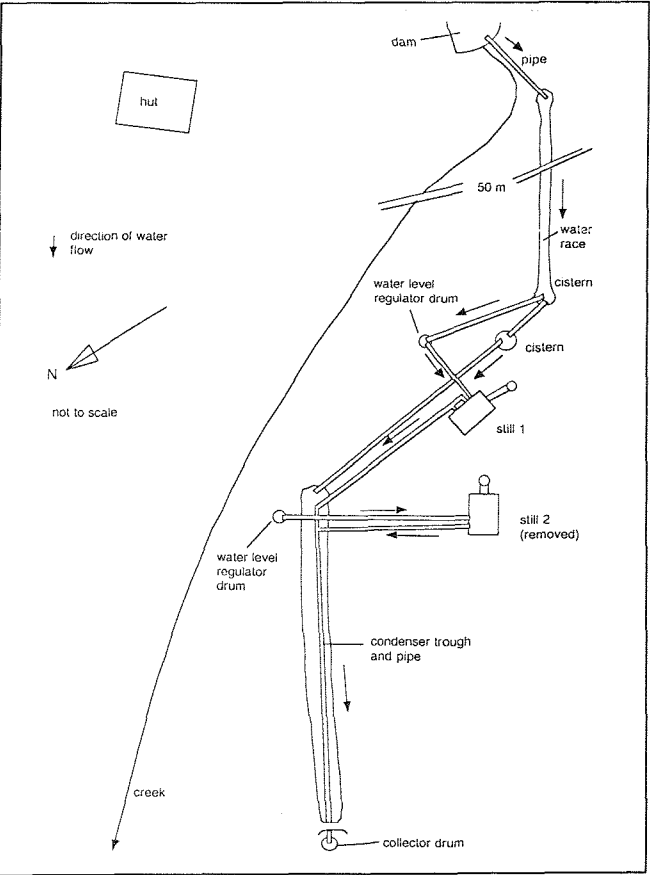 dam
pipe
hut
50 m
direction of water
flow
water
race
cistern
water level
regulator drum
cistern
N
not to scale
still 1
still 2
(removed)
water level
regulator
drum
condenser trough
and pipe
creek
collector drum